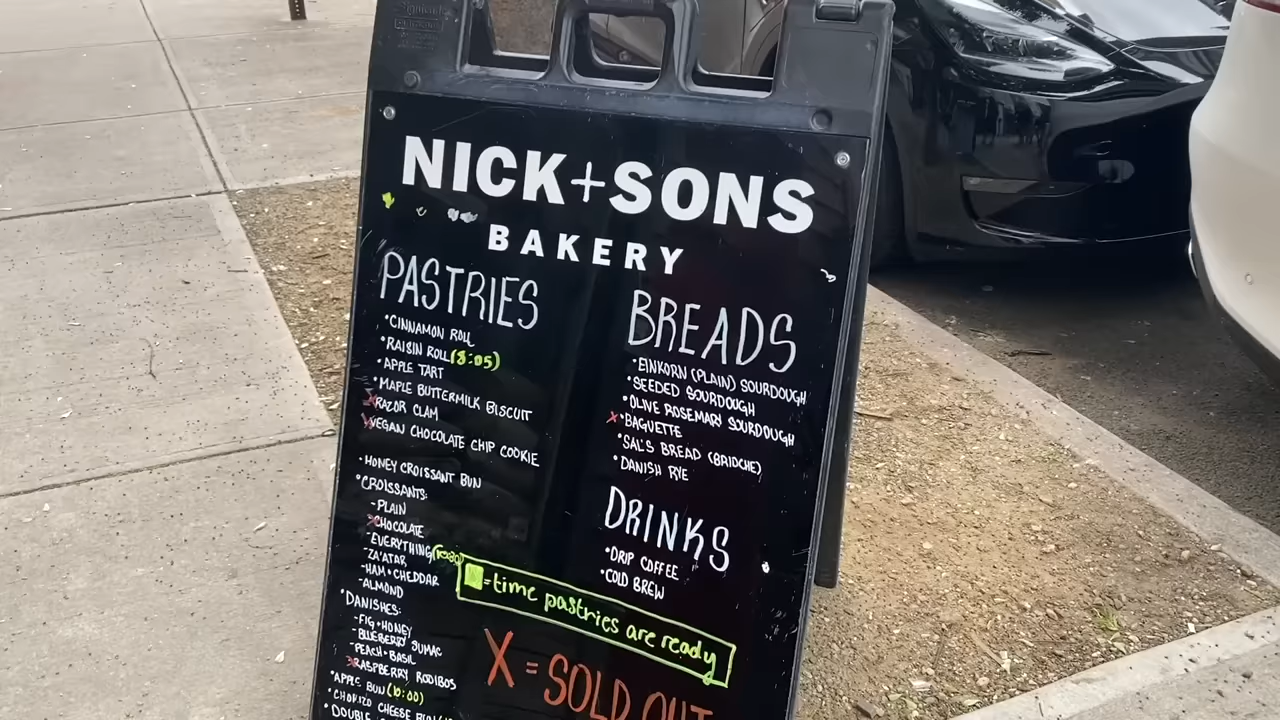 NICK+SONS
BAKERY
PASTRIES
•CINNAMON ROLL
•RAISIN ROLL (8:05)
•APPLE TART
•MAPLE BUTTERMILK BISCUIT
X RAZOR CLAM
X VEGAN CHOCOLATE CHIP COOKIE
•HONEY CROISSANT BUN
•CROISSANTS:
-PLAIN
X CHOCOLATE
-EVERYTHING
-ZA'ATAR
-HAM+CHEDDAR
-ALMOND
•DANISHES:
-FIG+HONEY
-BLUEBERRY SUMAC
-PEACH+BASIL
X RASPBERRY ROOIBOS
•APPLE BUN (10:00)
•CHORIZO CHEESE BUN
•DOUBLE
BREADS
•EINKORN (PLAIN) SOURDOUGH
•SEEDED SOURDOUGH
•OLIVE ROSEMARY SOURDOUGH
X •BAGUETTE
•SAL'S BREAD (BRIOCHE)
•DANISH RYE
DRINKS
•DRIP COFFEE
•COLD BREW
=time pastries are ready
X = SOLD OUT